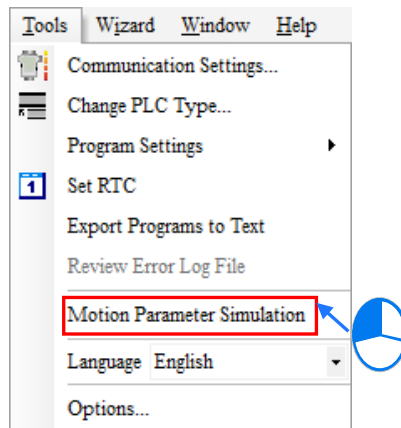 Tools Wizard Window Help
Communication Settings...
Change PLC Type...
Program Settings
1 Set RTC
Export Programs to Text
Review Error Log File
Motion Parameter Simulation
Language English
Options...